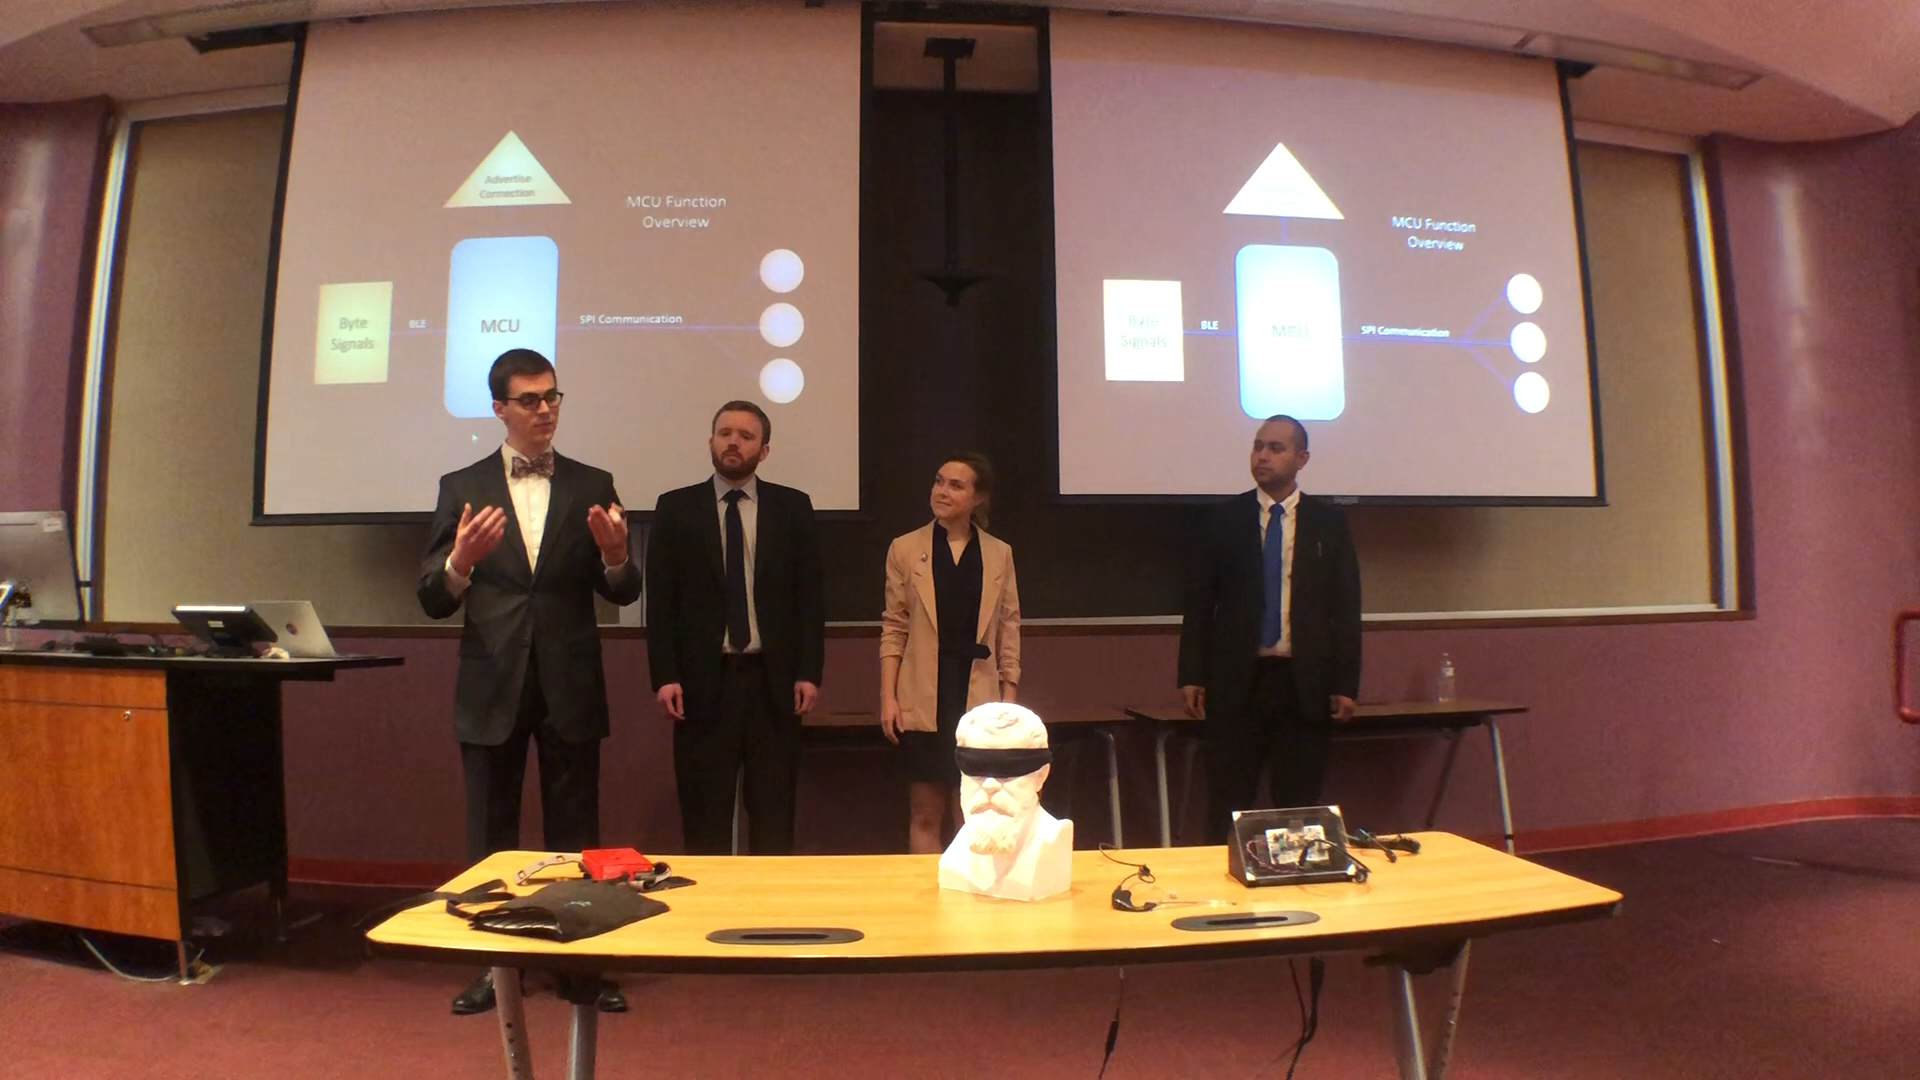 Advertise
Connection
MCU Function
Overview
Byte
Signals
BLE
MCU
SPI Communication
MCU Function
Overview
Byte
Signals
BLE
MCU
SPI Communication